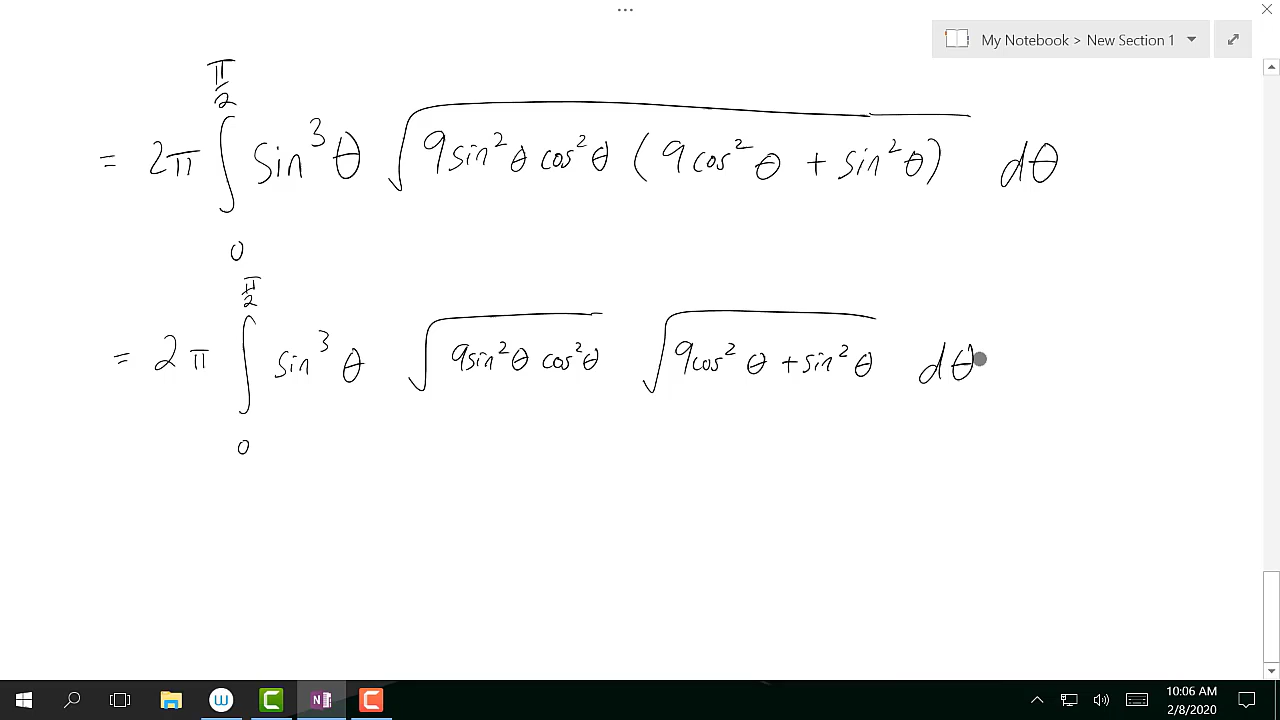 My Notebook > New Section 1
= 2π ∫₀^(π/2) sin³θ √(9sin²θ cos²θ (9cos²θ + sin²θ)) dθ
= 2π ∫₀^(π/2) sin³θ √(9sin²θ cos²θ) √(9cos²θ + sin²θ) dθ
W
C
N
C
10:06 AM
2/8/2020